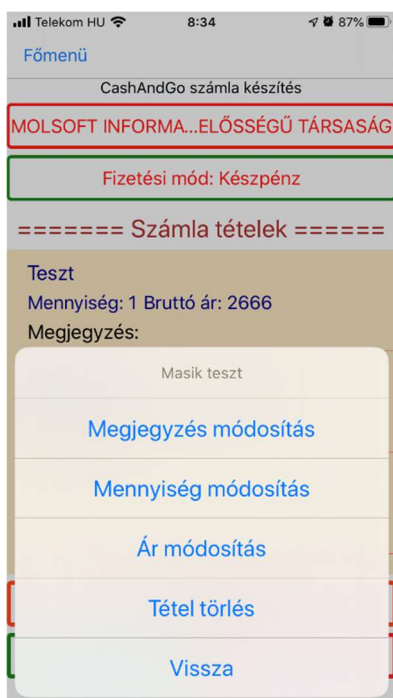 Telekom HU 8:34 87%
Főmenü
CashAndGo számla készítés
MOLSOFT INFORMA...ELŐSSÉGŰ TÁRSASÁG
Fizetési mód: Készpénz
======= Számla tételek ======
Teszt
Mennyiség: 1 Bruttó ár: 2666
Megjegyzés:
Masik teszt
Megjegyzés módosítás
Mennyiség módosítás
Ár módosítás
Tétel törlés
Vissza